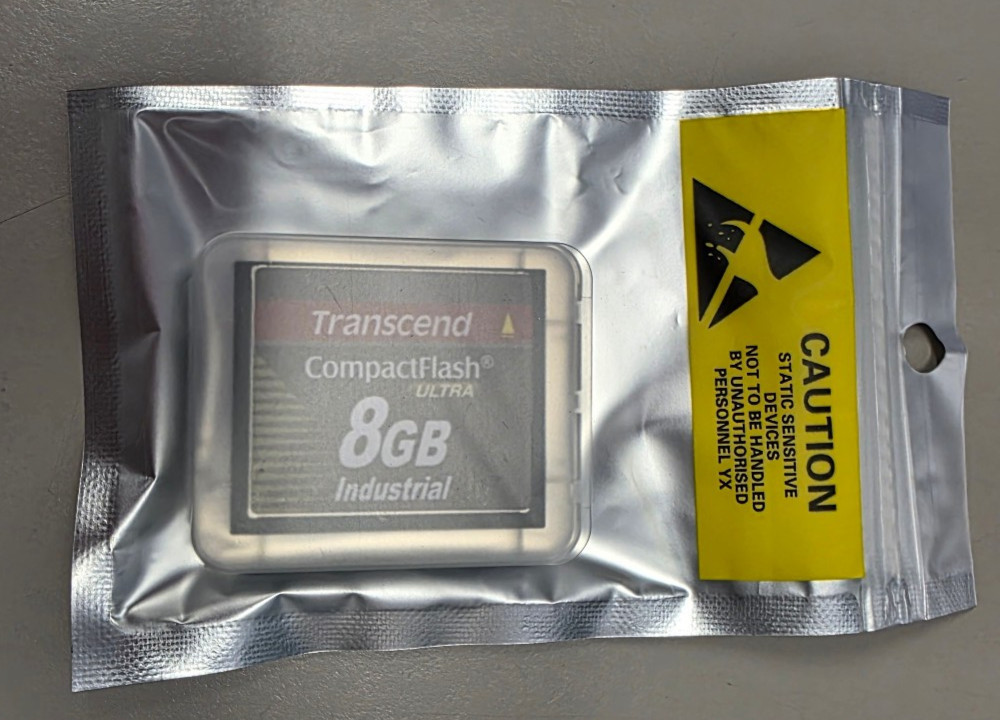 Transcend
CompactFlash®
ULTRA
8GB
Industrial
CAUTION
STATIC SENSITIVE
DEVICES
NOT TO BE HANDLED
BY UNAUTHORISED
PERSONNEL YX